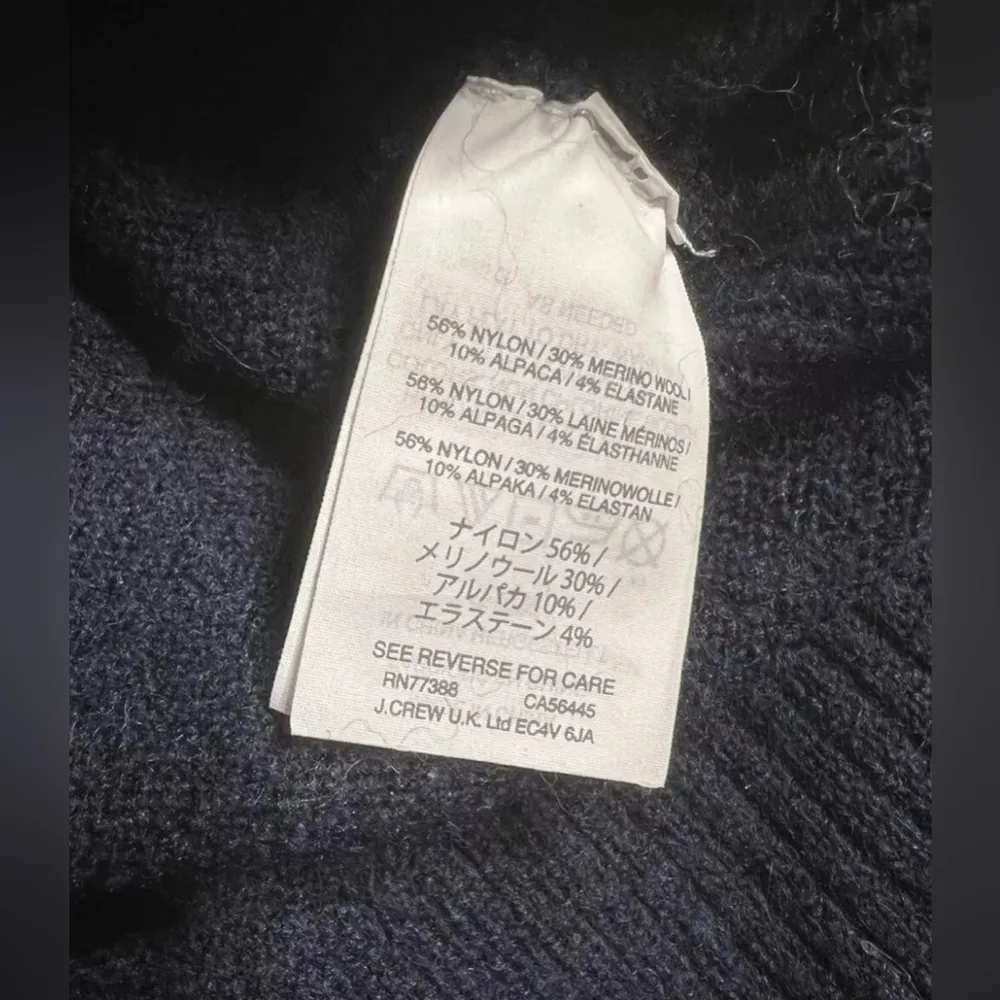 56% NYLON / 30% MERINO WOOL /
10% ALPACA / 4% ELASTANE
56% NYLON / 30% LAINE MÉRINOS /
10% ALPAGA / 4% ÉLASTHANNE
56% NYLON / 30% MERINOWOLLE /
10% ALPAKA / 4% ELASTAN
ナイロン 56% /
メリノウール 30% /
アルパカ 10% /
エラステーン 4%
SEE REVERSE FOR CARE
RN77388 CA56445
J.CREW U.K. Ltd EC4V 6JA